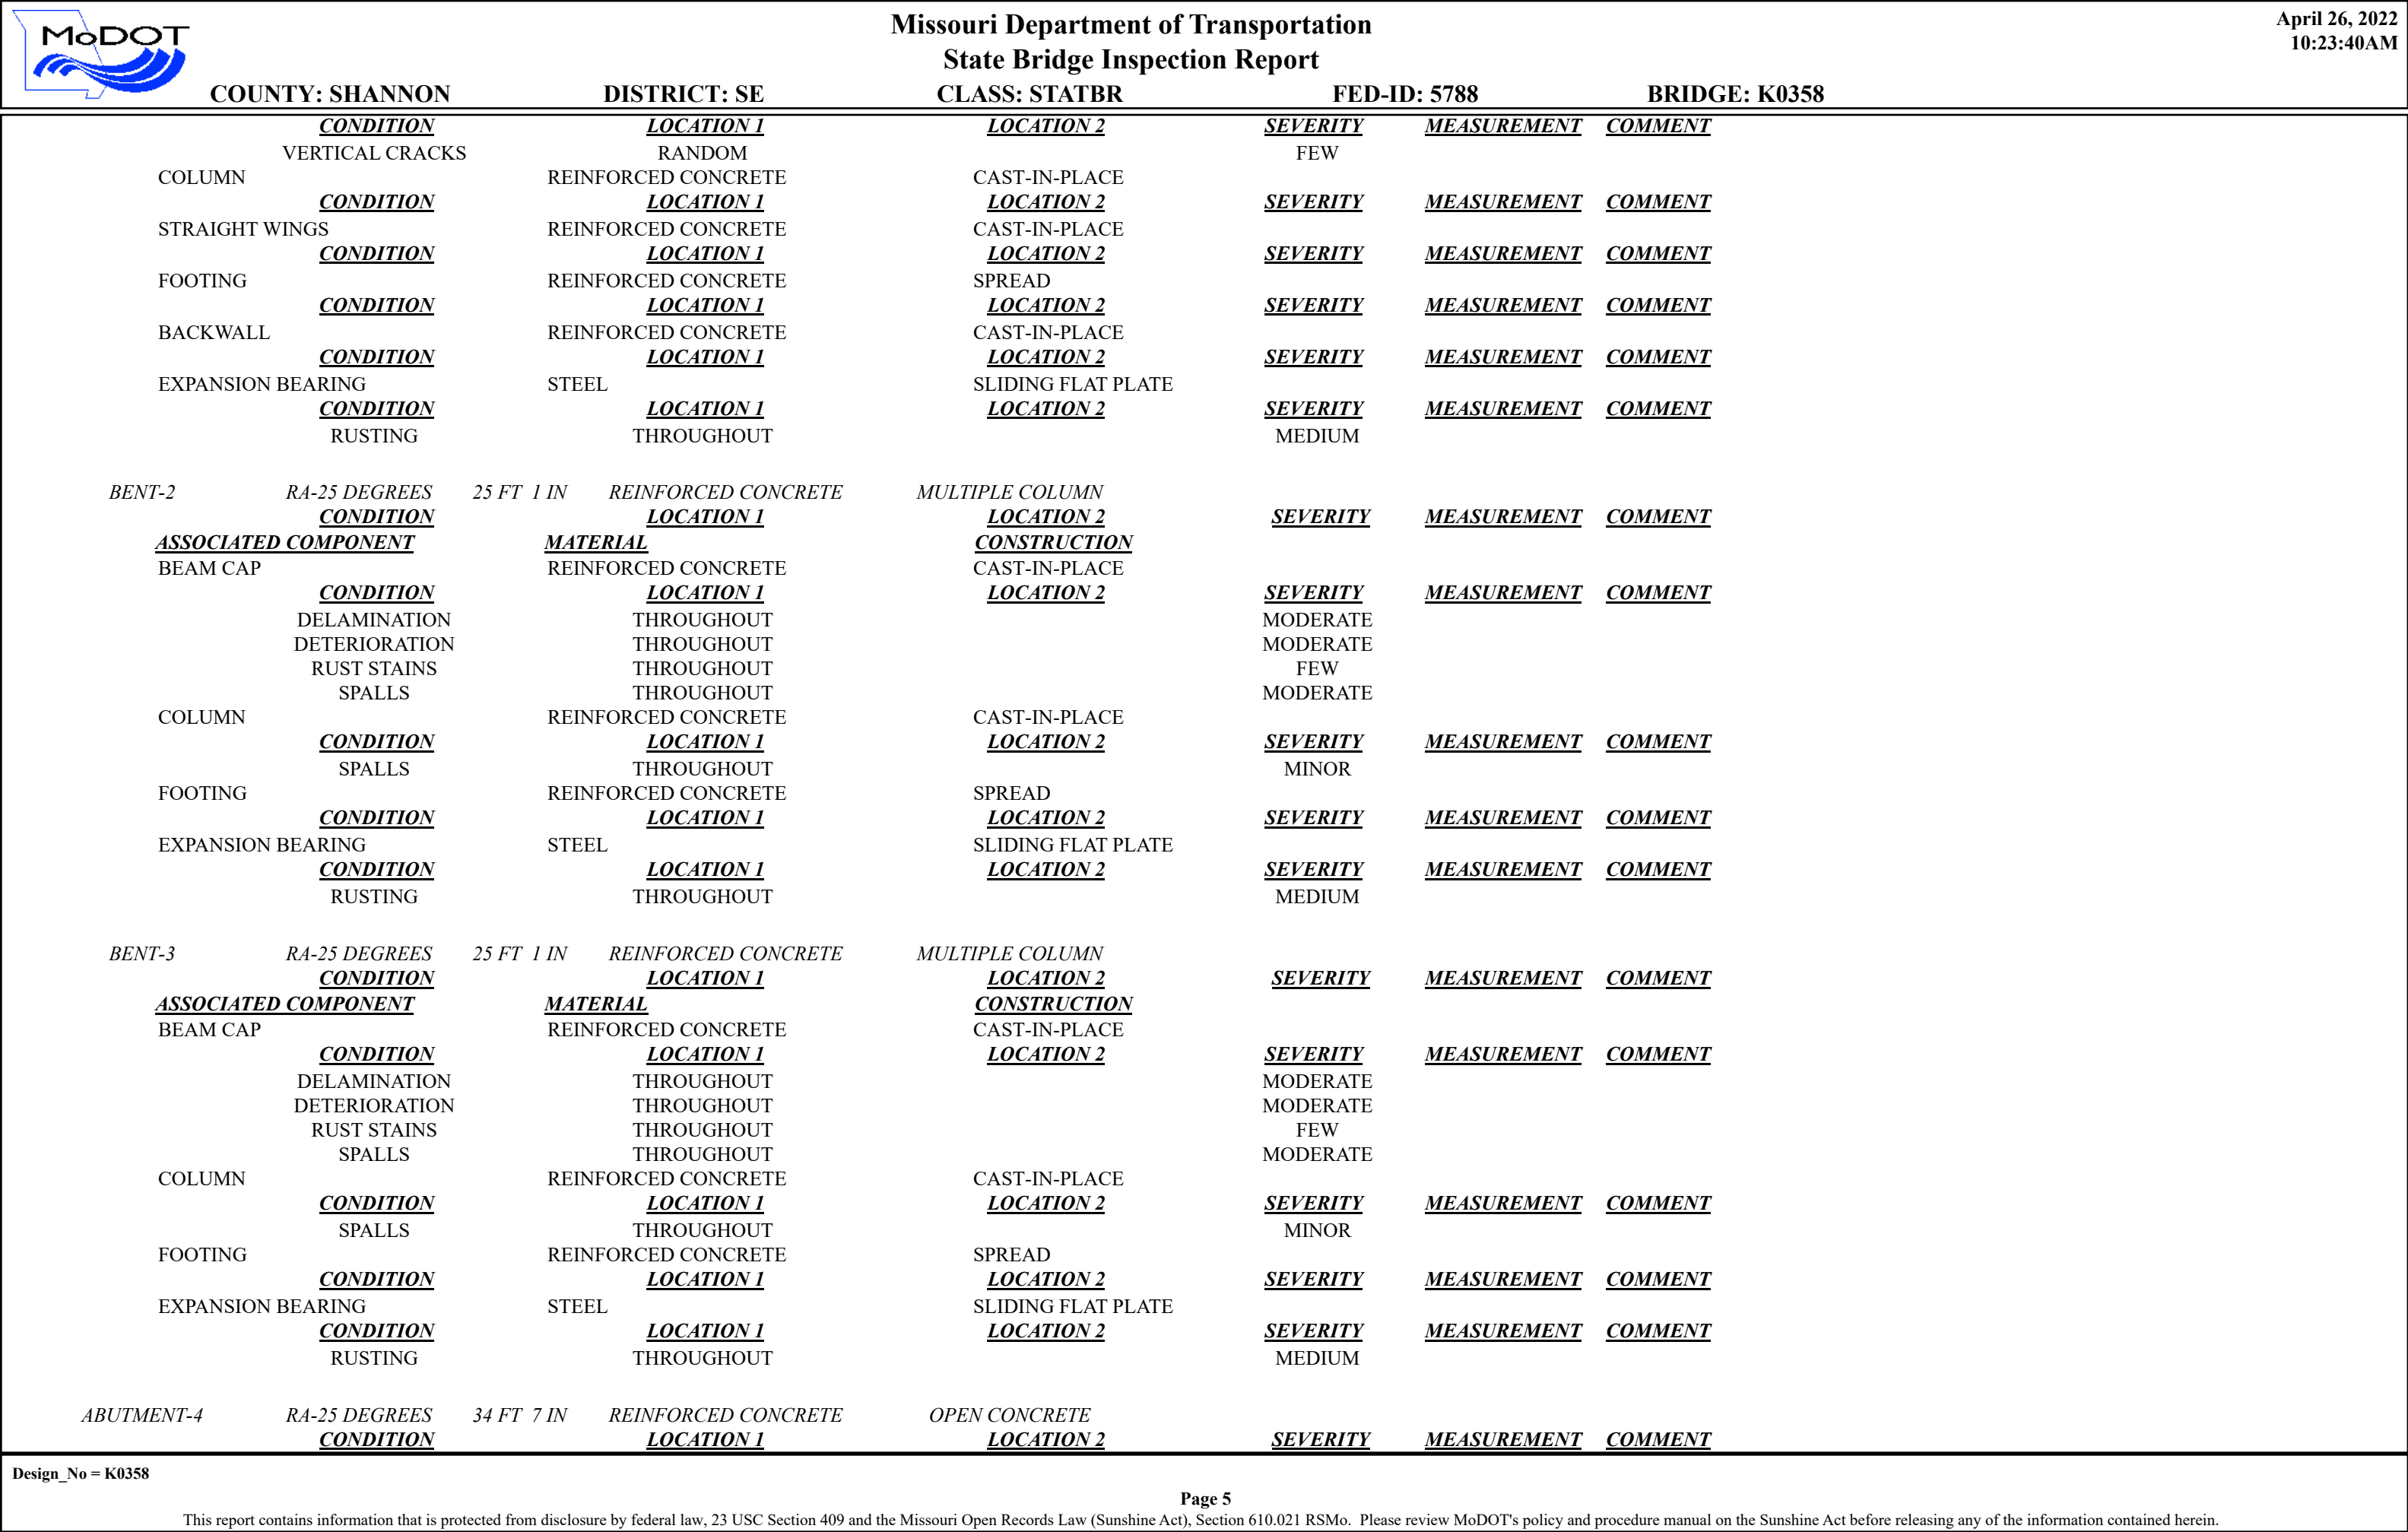 MoDOT
Missouri Department of Transportation
State Bridge Inspection Report
April 26, 2022
10:23:40AM
COUNTY: SHANNON DISTRICT: SE CLASS: STATBR FED-ID: 5788 BRIDGE: K0358
CONDITION LOCATION 1 LOCATION 2 SEVERITY MEASUREMENT COMMENT
VERTICAL CRACKS RANDOM FEW
COLUMN REINFORCED CONCRETE CAST-IN-PLACE
CONDITION LOCATION 1 LOCATION 2 SEVERITY MEASUREMENT COMMENT
STRAIGHT WINGS REINFORCED CONCRETE CAST-IN-PLACE
CONDITION LOCATION 1 LOCATION 2 SEVERITY MEASUREMENT COMMENT
FOOTING REINFORCED CONCRETE SPREAD
CONDITION LOCATION 1 LOCATION 2 SEVERITY MEASUREMENT COMMENT
BACKWALL REINFORCED CONCRETE CAST-IN-PLACE
CONDITION LOCATION 1 LOCATION 2 SEVERITY MEASUREMENT COMMENT
EXPANSION BEARING STEEL SLIDING FLAT PLATE
CONDITION LOCATION 1 LOCATION 2 SEVERITY MEASUREMENT COMMENT
RUSTING THROUGHOUT MEDIUM
BENT-2 RA-25 DEGREES 25 FT 1 IN REINFORCED CONCRETE MULTIPLE COLUMN
CONDITION LOCATION 1 LOCATION 2 SEVERITY MEASUREMENT COMMENT
ASSOCIATED COMPONENT MATERIAL CONSTRUCTION
BEAM CAP REINFORCED CONCRETE CAST-IN-PLACE
CONDITION LOCATION 1 LOCATION 2 SEVERITY MEASUREMENT COMMENT
DELAMINATION THROUGHOUT MODERATE
DETERIORATION THROUGHOUT MODERATE
RUST STAINS THROUGHOUT FEW
SPALLS THROUGHOUT MODERATE
COLUMN REINFORCED CONCRETE CAST-IN-PLACE
CONDITION LOCATION 1 LOCATION 2 SEVERITY MEASUREMENT COMMENT
SPALLS THROUGHOUT MINOR
FOOTING REINFORCED CONCRETE SPREAD
CONDITION LOCATION 1 LOCATION 2 SEVERITY MEASUREMENT COMMENT
EXPANSION BEARING STEEL SLIDING FLAT PLATE
CONDITION LOCATION 1 LOCATION 2 SEVERITY MEASUREMENT COMMENT
RUSTING THROUGHOUT MEDIUM
BENT-3 RA-25 DEGREES 25 FT 1 IN REINFORCED CONCRETE MULTIPLE COLUMN
CONDITION LOCATION 1 LOCATION 2 SEVERITY MEASUREMENT COMMENT
ASSOCIATED COMPONENT MATERIAL CONSTRUCTION
BEAM CAP REINFORCED CONCRETE CAST-IN-PLACE
CONDITION LOCATION 1 LOCATION 2 SEVERITY MEASUREMENT COMMENT
DELAMINATION THROUGHOUT MODERATE
DETERIORATION THROUGHOUT MODERATE
RUST STAINS THROUGHOUT FEW
SPALLS THROUGHOUT MODERATE
COLUMN REINFORCED CONCRETE CAST-IN-PLACE
CONDITION LOCATION 1 LOCATION 2 SEVERITY MEASUREMENT COMMENT
SPALLS THROUGHOUT MINOR
FOOTING REINFORCED CONCRETE SPREAD
CONDITION LOCATION 1 LOCATION 2 SEVERITY MEASUREMENT COMMENT
EXPANSION BEARING STEEL SLIDING FLAT PLATE
CONDITION LOCATION 1 LOCATION 2 SEVERITY MEASUREMENT COMMENT
RUSTING THROUGHOUT MEDIUM
ABUTMENT-4 RA-25 DEGREES 34 FT 7 IN REINFORCED CONCRETE OPEN CONCRETE
CONDITION LOCATION 1 LOCATION 2 SEVERITY MEASUREMENT COMMENT
Design_No = K0358
Page 5
This report contains information that is protected from disclosure by federal law, 23 USC Section 409 and the Missouri Open Records Law (Sunshine Act), Section 610.021 RSMo. Please review MoDOT's policy and procedure manual on the Sunshine Act before releasing any of the information contained herein.